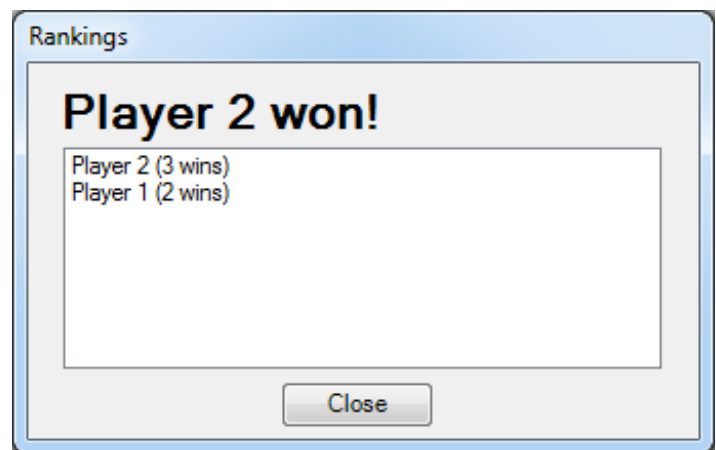 Rankings
Player 2 won!
Player 2 (3 wins)
Player 1 (2 wins)
Close